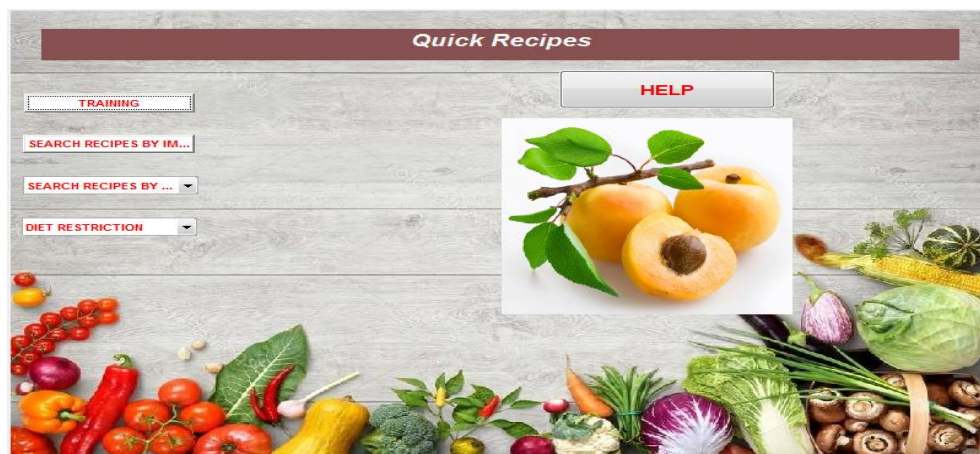 Quick Recipes
HELP
TRAINING
SEARCH RECIPES BY IM...
SEARCH RECIPES BY ...
DIET RESTRICTION